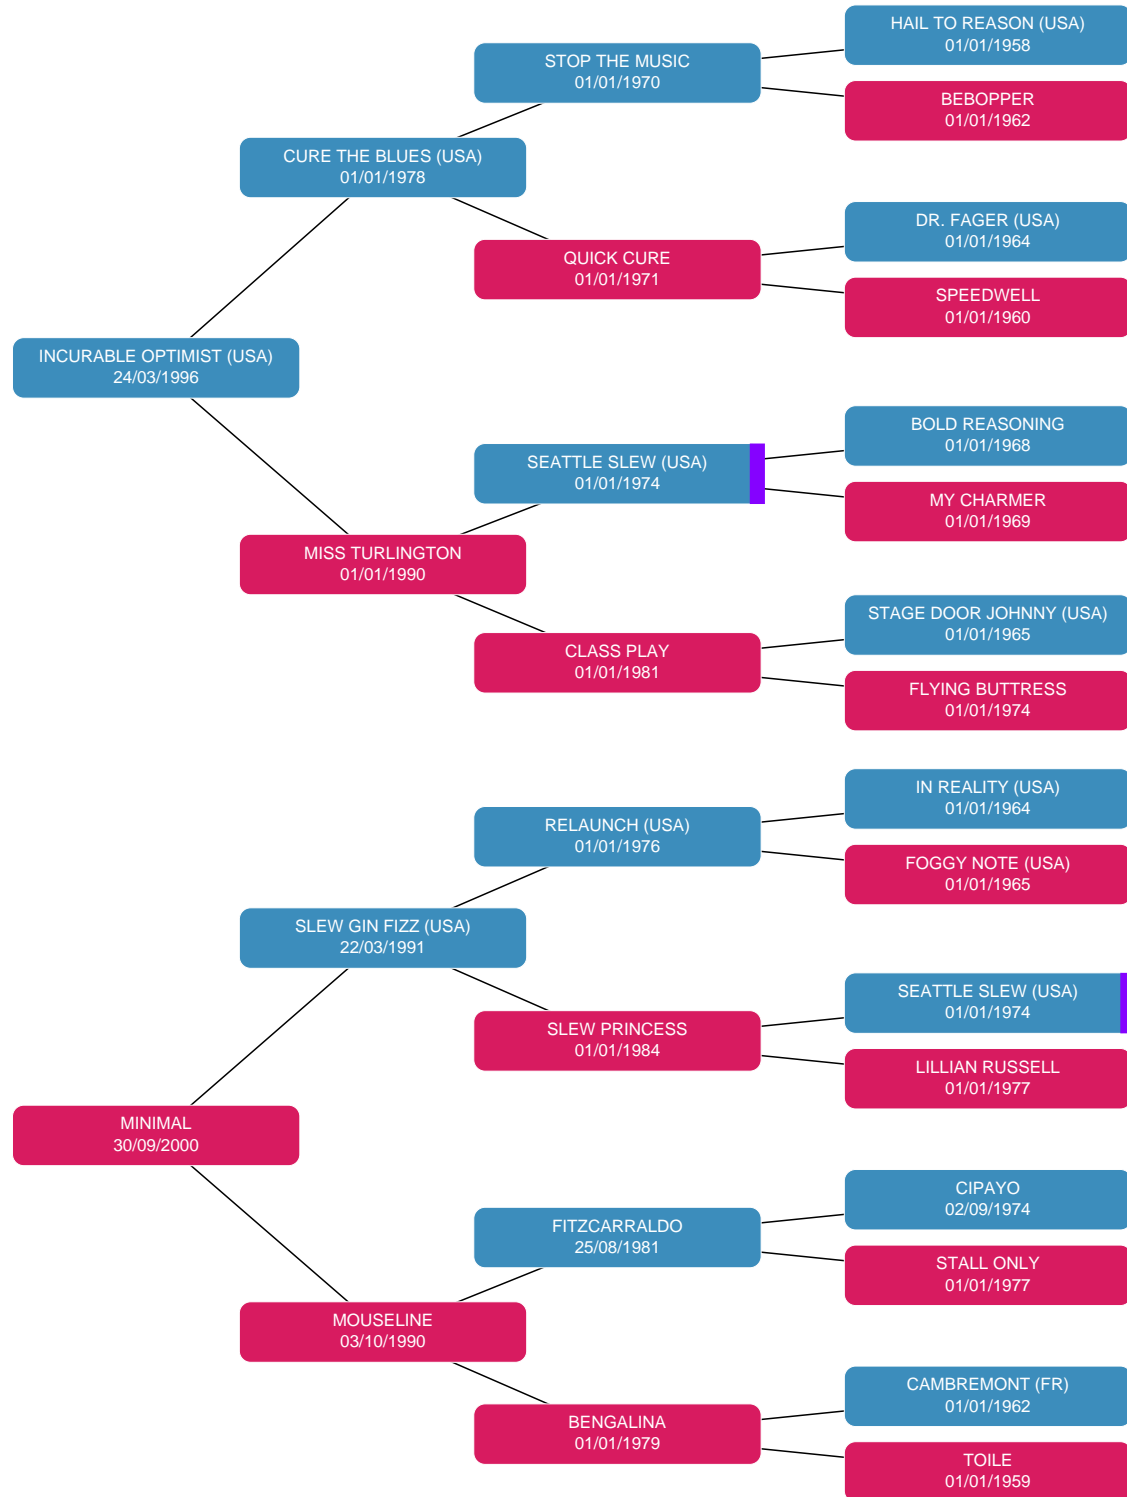 HAIL TO REASON (USA)
01/01/1958
STOP THE MUSIC
01/01/1970
BEBOPPER
01/01/1962
CURE THE BLUES (USA)
01/01/1978
DR. FAGER (USA)
01/01/1964
QUICK CURE
01/01/1971
SPEEDWELL
01/01/1960
INCURABLE OPTIMIST (USA)
24/03/1996
BOLD REASONING
01/01/1968
SEATTLE SLEW (USA)
01/01/1974
MY CHARMER
01/01/1969
MISS TURLINGTON
01/01/1990
STAGE DOOR JOHNNY (USA)
01/01/1965
CLASS PLAY
01/01/1981
FLYING BUTTRESS
01/01/1974
IN REALITY (USA)
01/01/1964
RELAUNCH (USA)
01/01/1976
FOGGY NOTE (USA)
01/01/1965
SLEW GIN FIZZ (USA)
22/03/1991
SEATTLE SLEW (USA)
01/01/1974
SLEW PRINCESS
01/01/1984
LILLIAN RUSSELL
01/01/1977
MINIMAL
30/09/2000
CIPAYO
02/09/1974
FITZCARRALDO
25/08/1981
STALL ONLY
01/01/1977
MOUSELINE
03/10/1990
CAMBREMONT (FR)
01/01/1962
BENGALINA
01/01/1979
TOILE
01/01/1959